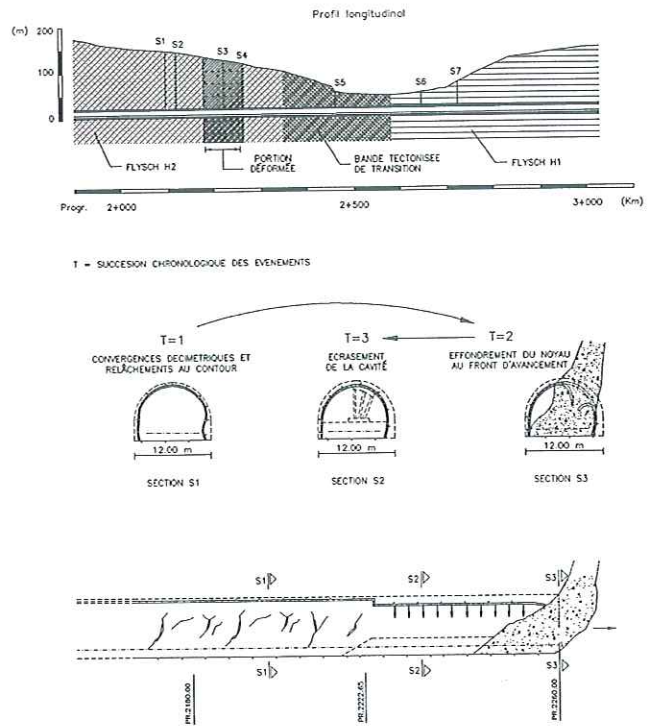 Profil longitudinal
(m) 200
100
0
S1 S2 S3 S4 S5 S6 S7
FLYSCH H2
PORTION DÉFORMÉE
BANDE TECTONISEE DE TRANSITION
FLYSCH H1
Progr. 2+000 2+500 3+000 (Km)
T = SUCCESION CHRONOLOGIQUE DES EVENEMENTS
T=1 T=3 T=2
CONVERGENCES DECIMETRIQUES ET RELÂCHEMENTS AU CONTOUR
ECRASEMENT DE LA CAVITÉ
EFFONDREMENT DU NOYAU AU FRONT D'AVANCEMENT
12.00 m 12.00 m 12.00 m
SECTION S1 SECTION S2 SECTION S3
S1 S2 S3
S1 S2 S3
PR.2180.00 PR.2222.65 PR.2260.00